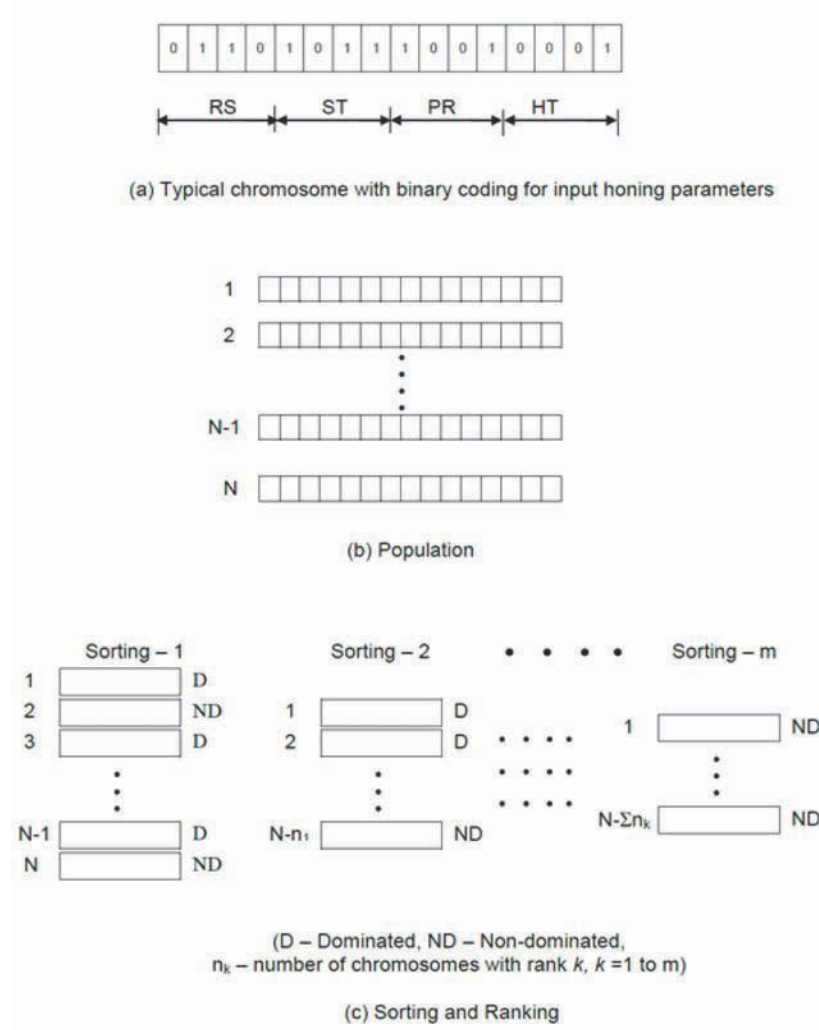 0 1 1 0 1 0 1 1 1 0 0 1 0 0 0 1
RS ST PR HT
(a) Typical chromosome with binary coding for input honing parameters
1
2
N-1
N
(b) Population
Sorting – 1 Sorting – 2 Sorting – m
1 D
2 ND
3 D
N-1 D
N ND
1 D
2 D
N-n₁ ND
1 ND
N-Σnₖ ND
(D – Dominated, ND – Non-dominated,
nₖ – number of chromosomes with rank k, k =1 to m)
(c) Sorting and Ranking